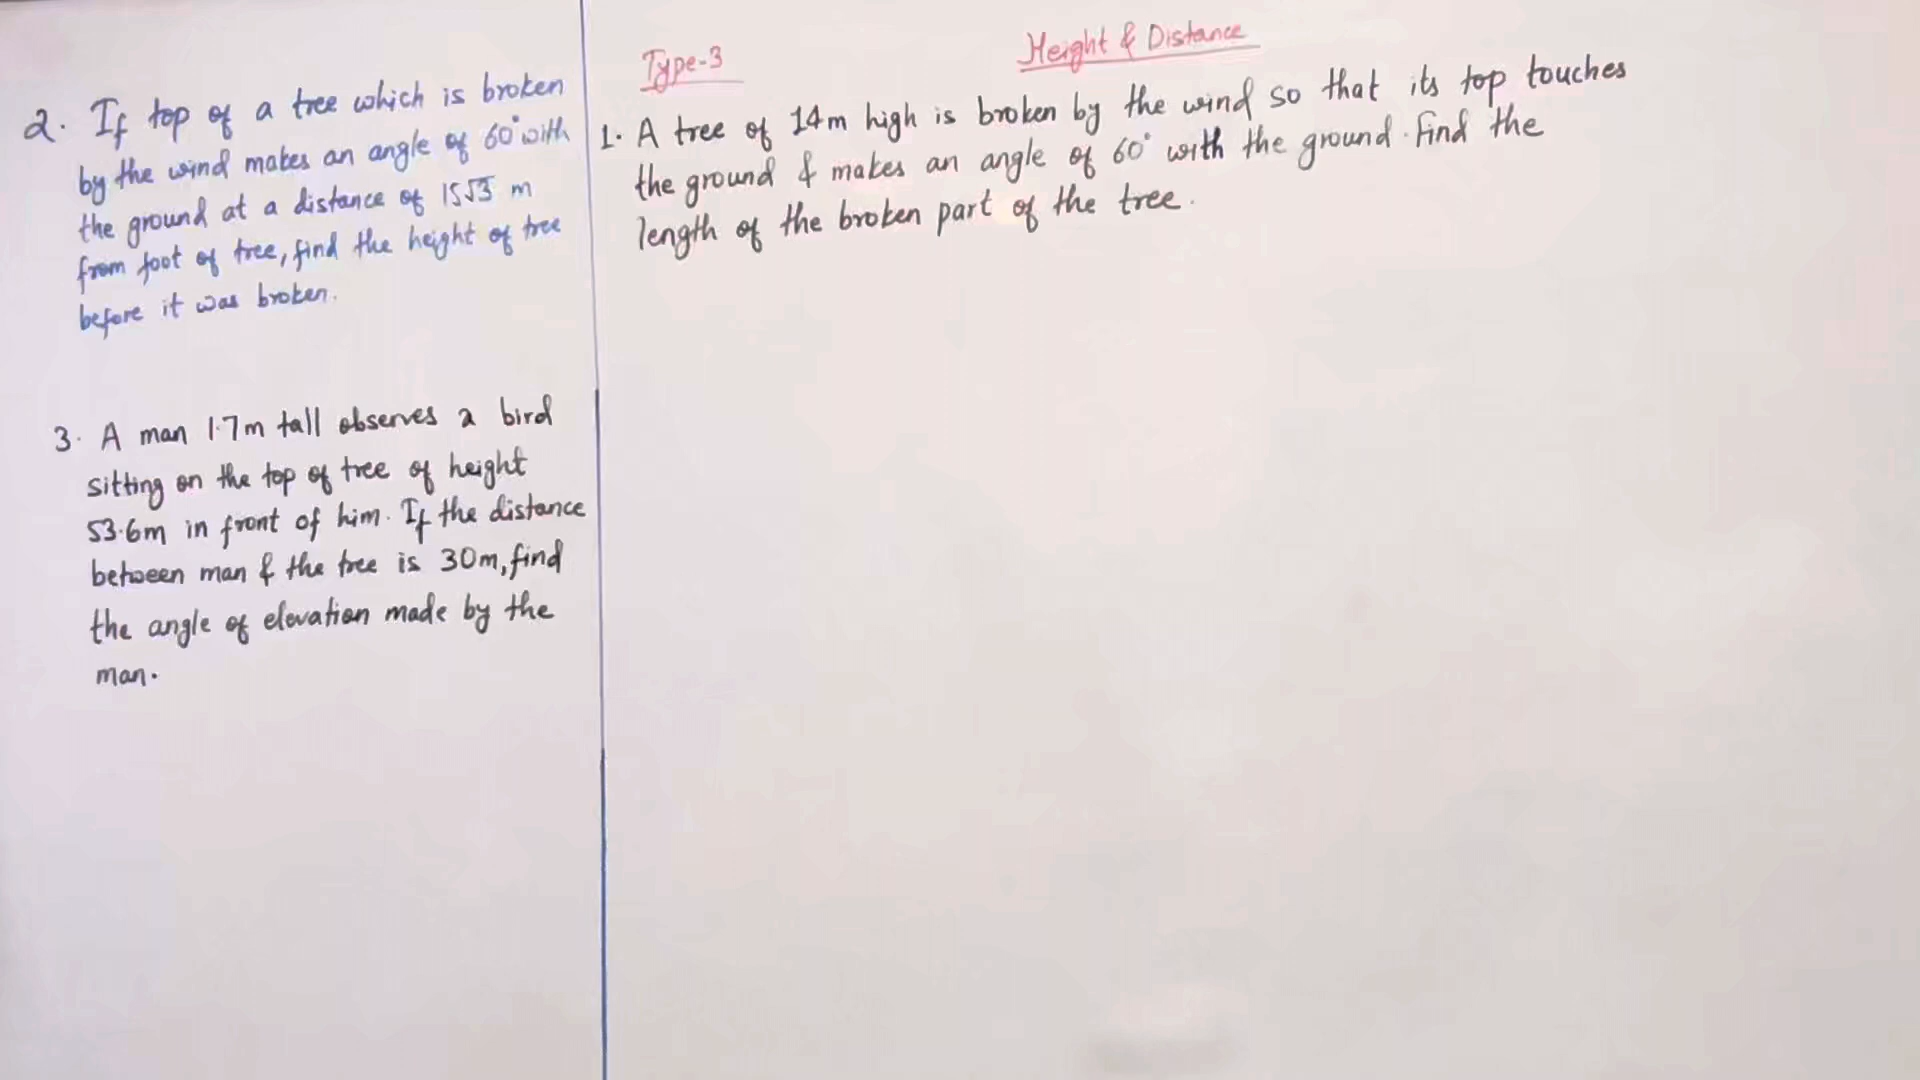 Type-3
Height & Distance
1. A tree of 14m high is broken by the wind so that its top touches
the ground & makes an angle of 60° with the ground. Find the
length of the broken part of the tree.
2. If top of a tree which is broken
by the wind makes an angle of 60° with
the ground at a distance of 15√3 m
from foot of tree, find the height of tree
before it was broken.
3. A man 1.7m tall observes a bird
sitting on the top of tree of height
53.6m in front of him. If the distance
between man & the tree is 30m, find
the angle of elevation made by the
man.